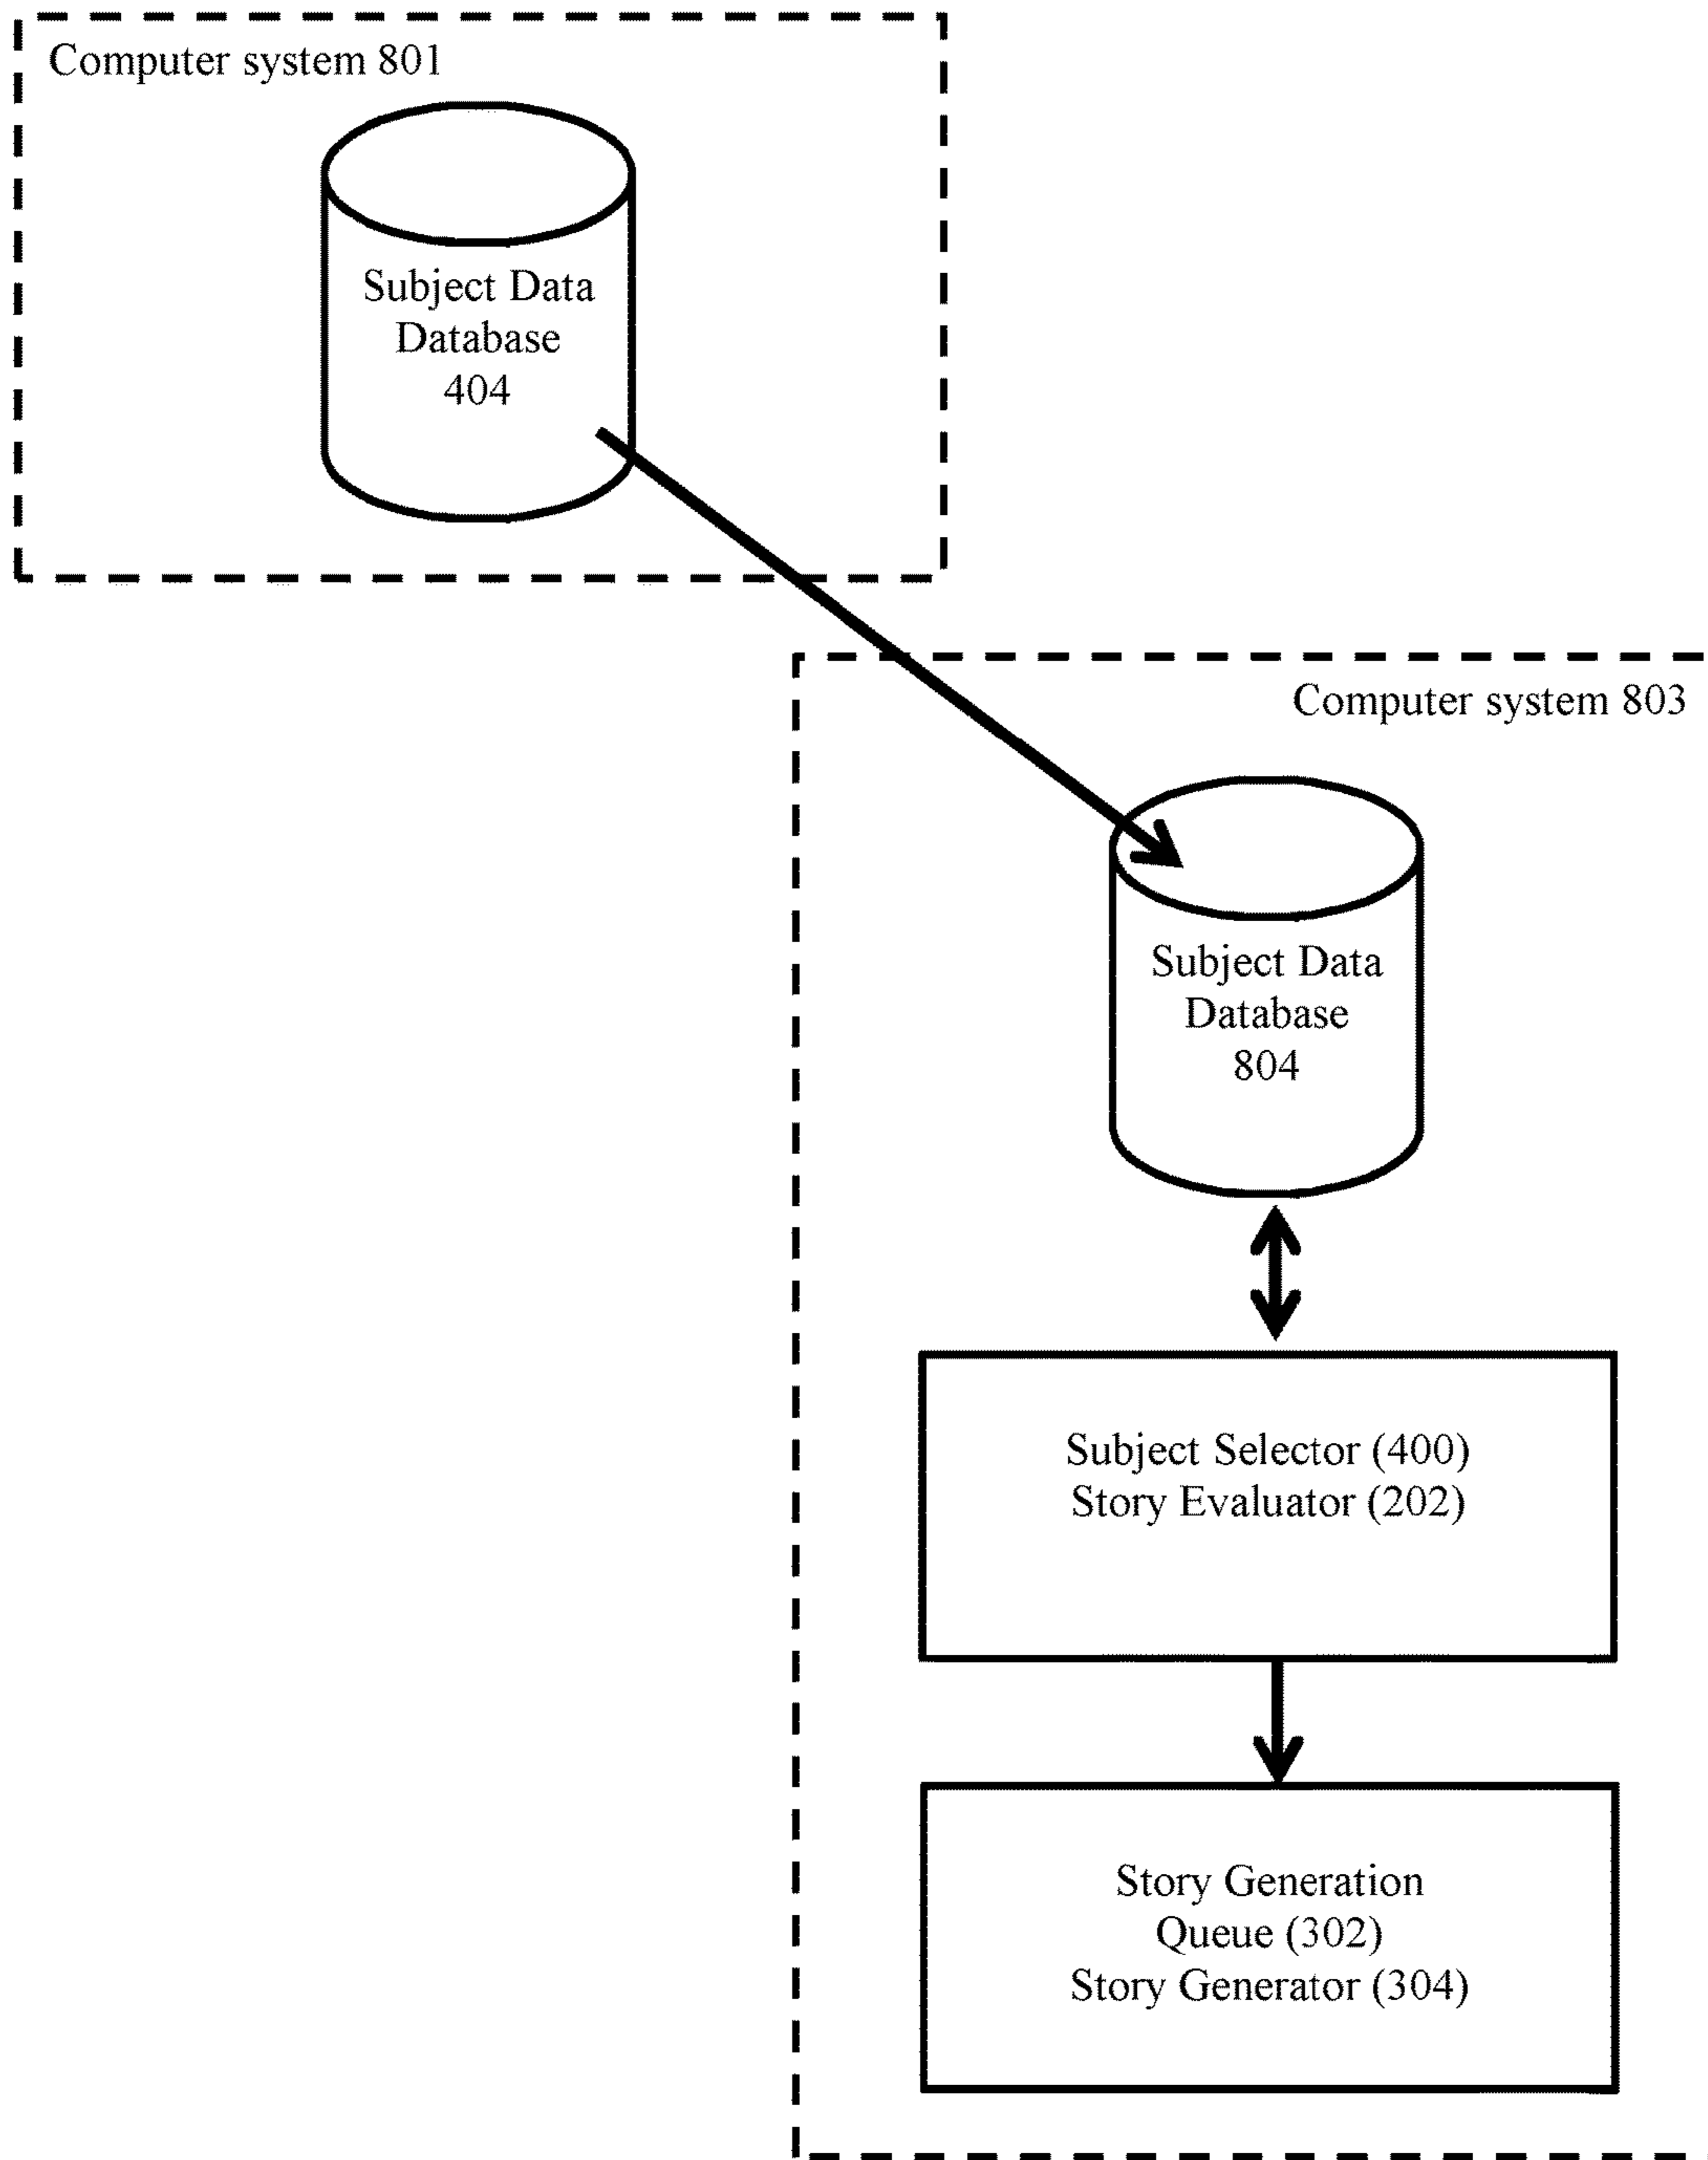 Computer system 801
Subject Data
Database
404
Computer system 803
Subject Data
Database
804
Subject Selector (400)
Story Evaluator (202)
Story Generation
Queue (302)
Story Generator (304)